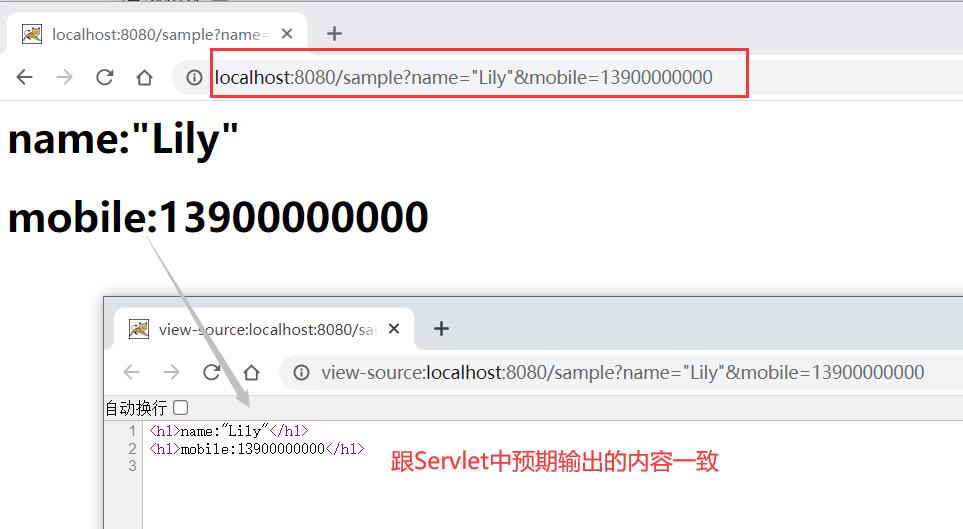 localhost:8080/sample?name=
localhost:8080/sample?name="Lily"&mobile=13900000000
name:"Lily"
mobile:13900000000
view-source:localhost:8080/sa
view-source:localhost:8080/sample?name="Lily"&mobile=13900000000
自动换行
1 <h1>name:"Lily"</h1>
2 <h1>mobile:13900000000</h1>
3
跟Servlet中预期输出的内容一致